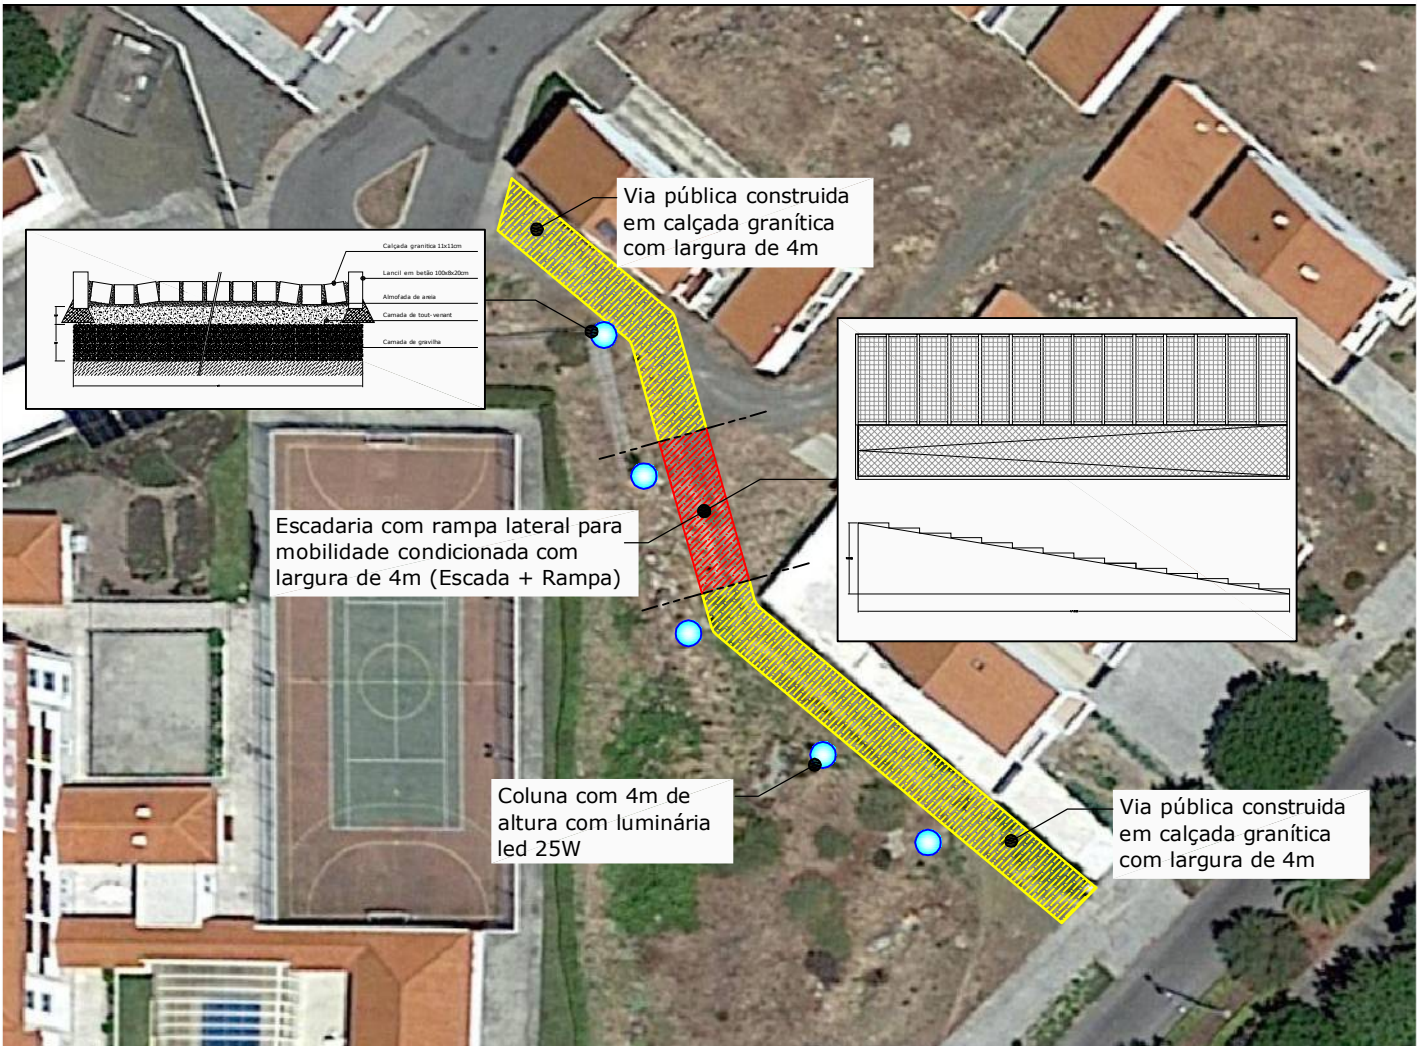 Via pública construida
em calçada granítica
com largura de 4m
Calçada granitica 11x11cm
Lancil em betão 100x8x20cm
Almofada de areia
Camada de tout-venant
Camada de gravilha
Escadaria com rampa lateral para
mobilidade condicionada com
largura de 4m (Escada + Rampa)
Coluna com 4m de
altura com luminária
led 25W
Via pública construida
em calçada granítica
com largura de 4m